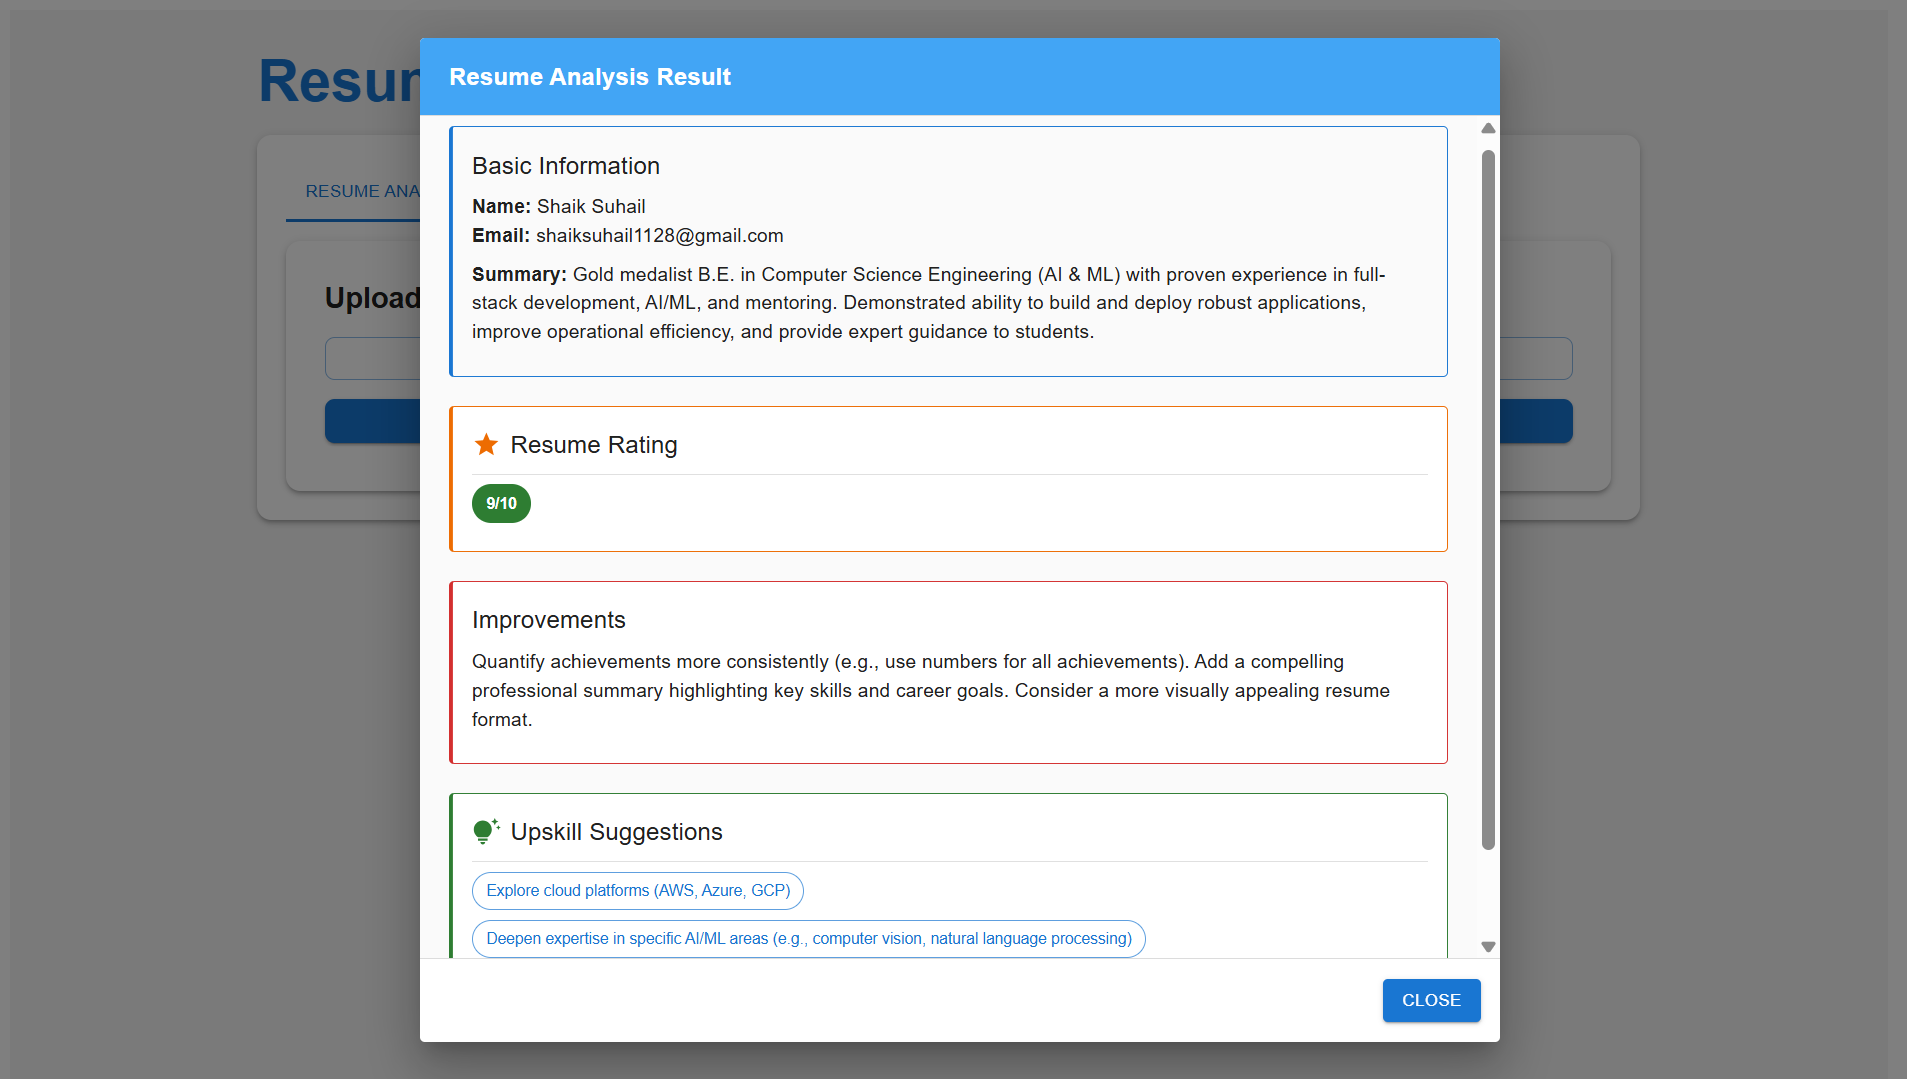 Resume Analysis Result
Basic Information
Name: Shaik Suhail
Email: shaiksuhail1128@gmail.com
Summary: Gold medalist B.E. in Computer Science Engineering (AI & ML) with proven experience in full-
stack development, AI/ML, and mentoring. Demonstrated ability to build and deploy robust applications,
improve operational efficiency, and provide expert guidance to students.
Resume Rating
9/10
Improvements
Quantify achievements more consistently (e.g., use numbers for all achievements). Add a compelling
professional summary highlighting key skills and career goals. Consider a more visually appealing resume
format.
Upskill Suggestions
Explore cloud platforms (AWS, Azure, GCP)
Deepen expertise in specific AI/ML areas (e.g., computer vision, natural language processing)
CLOSE
RESUME
Upload